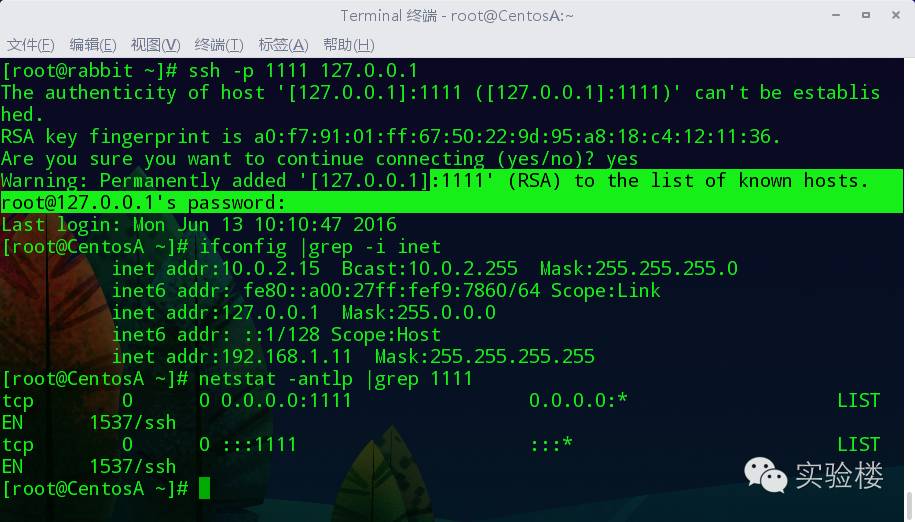 Terminal 终端 - root@CentosA:~
文件(F) 编辑(E) 视图(V) 终端(T) 标签(A) 帮助(H)
[root@rabbit ~]# ssh -p 1111 127.0.0.1
The authenticity of host '[127.0.0.1]:1111 ([127.0.0.1]:1111)' can't be establis
hed.
RSA key fingerprint is a0:f7:91:01:ff:67:50:22:9d:95:a8:18:c4:12:11:36.
Are you sure you want to continue connecting (yes/no)? yes
Warning: Permanently added '[127.0.0.1]:1111' (RSA) to the list of known hosts.
root@127.0.0.1's password:
Last login: Mon Jun 13 10:10:47 2016
[root@CentosA ~]# ifconfig |grep -i inet
inet addr:10.0.2.15  Bcast:10.0.2.255  Mask:255.255.255.0
inet6 addr: fe80::a00:27ff:fef9:7860/64 Scope:Link
inet addr:127.0.0.1  Mask:255.0.0.0
inet6 addr: ::1/128 Scope:Host
inet addr:192.168.1.11  Mask:255.255.255.255
[root@CentosA ~]# netstat -antlp |grep 1111
tcp        0      0 0.0.0.0:1111                0.0.0.0:*                   LIST
EN      1537/ssh
tcp        0      0 :::1111                     :::*                        LIST
EN      1537/ssh
[root@CentosA ~]#
实验楼